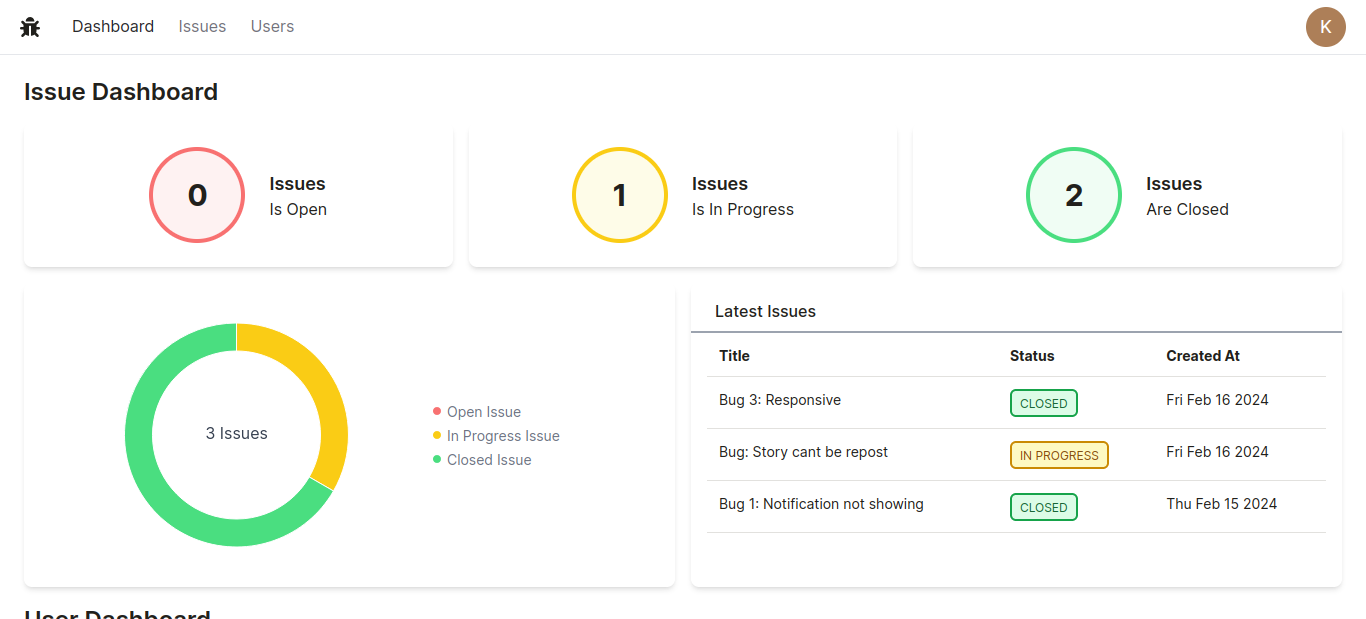 Dashboard Issues Users K
Issue Dashboard
0 Issues Is Open
1 Issues Is In Progress
2 Issues Are Closed
3 Issues
Open Issue
In Progress Issue
Closed Issue
Latest Issues
Title Status Created At
Bug 3: Responsive CLOSED Fri Feb 16 2024
Bug: Story cant be repost IN PROGRESS Fri Feb 16 2024
Bug 1: Notification not showing CLOSED Thu Feb 15 2024
User Dashboard